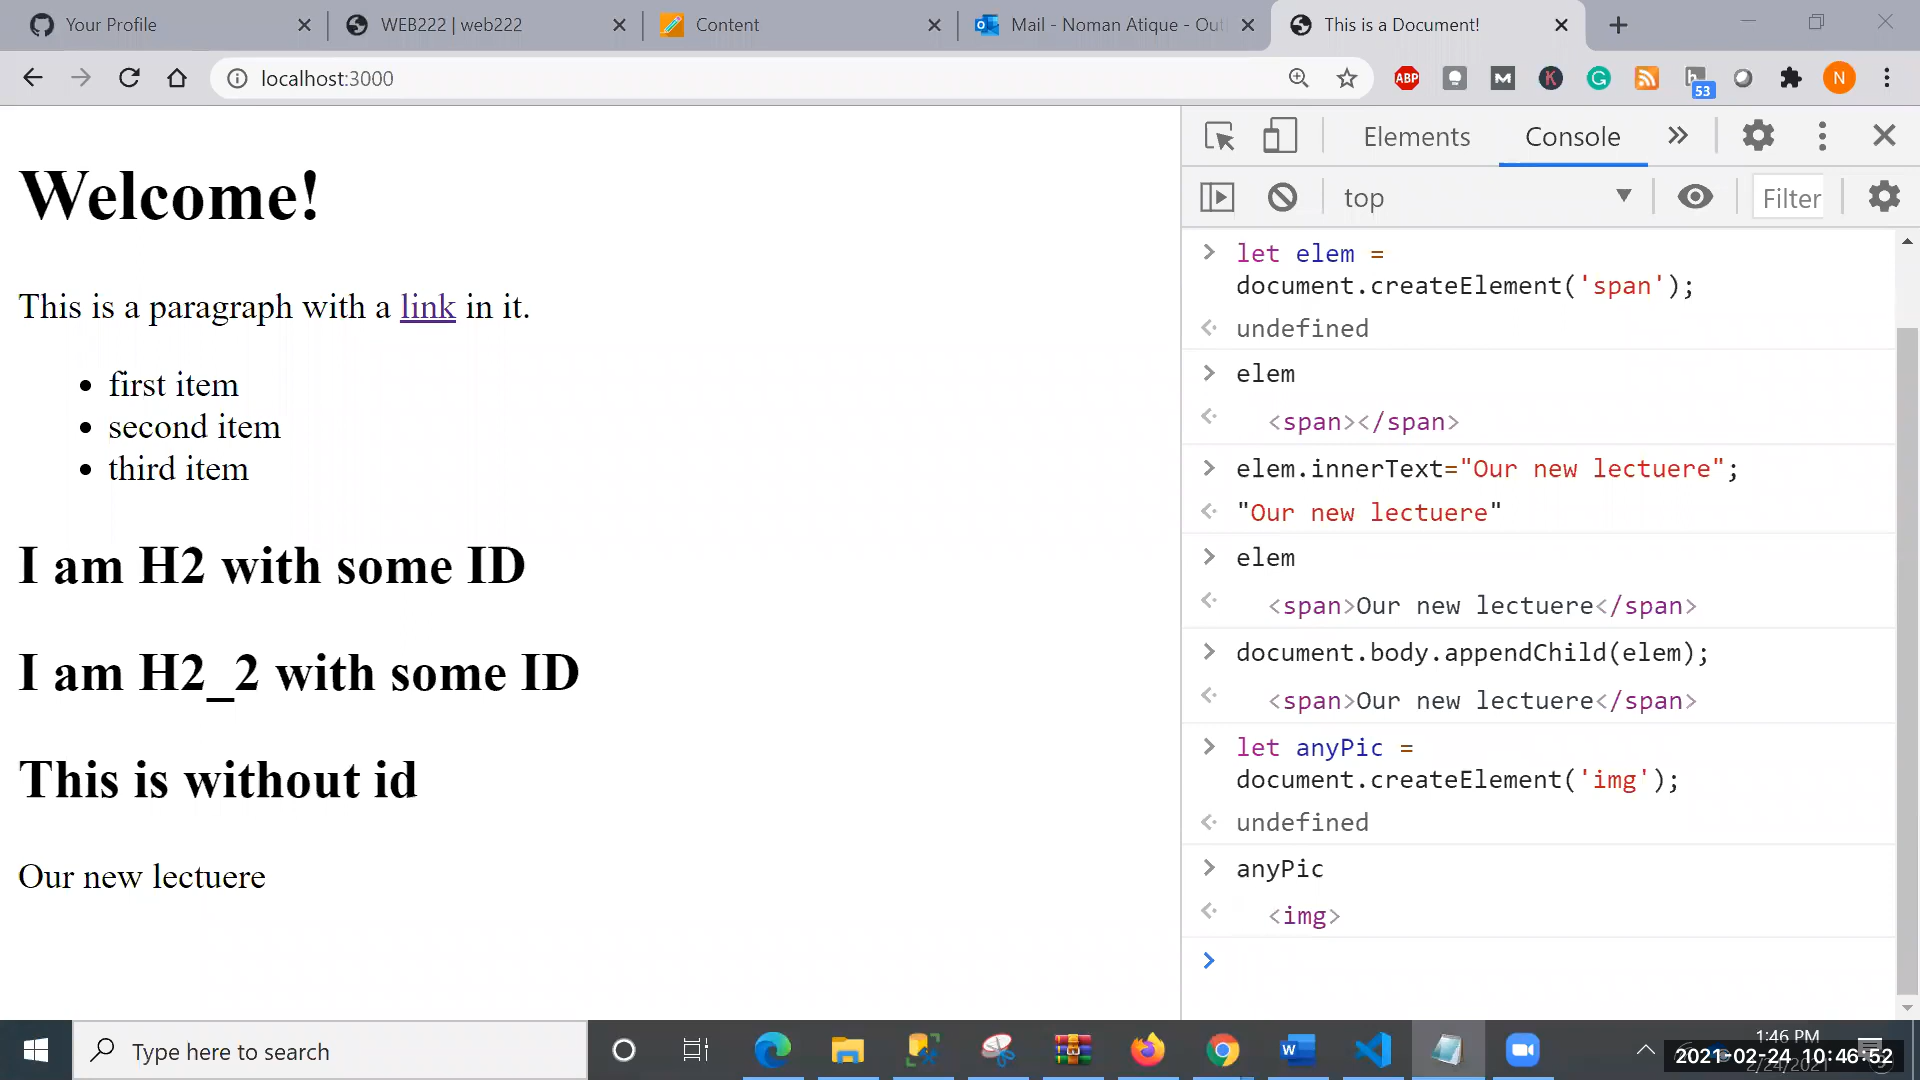 Your Profile
WEB222 | web222
Content
Mail - Noman Atique - Out
This is a Document!
localhost:3000
ABP
53
N
Welcome!
This is a paragraph with a link in it.
first item
second item
third item
I am H2 with some ID
I am H2_2 with some ID
This is without id
Our new lectuere
Elements
Console
top
Filter
let elem =
document.createElement('span');
undefined
elem
<span></span>
elem.innerText="Our new lectuere";
"Our new lectuere"
elem
<span>Our new lectuere</span>
document.body.appendChild(elem);
<span>Our new lectuere</span>
let anyPic =
document.createElement('img');
undefined
anyPic
<img>
Type here to search
1:46 PM
2021-02-24 10:46:52